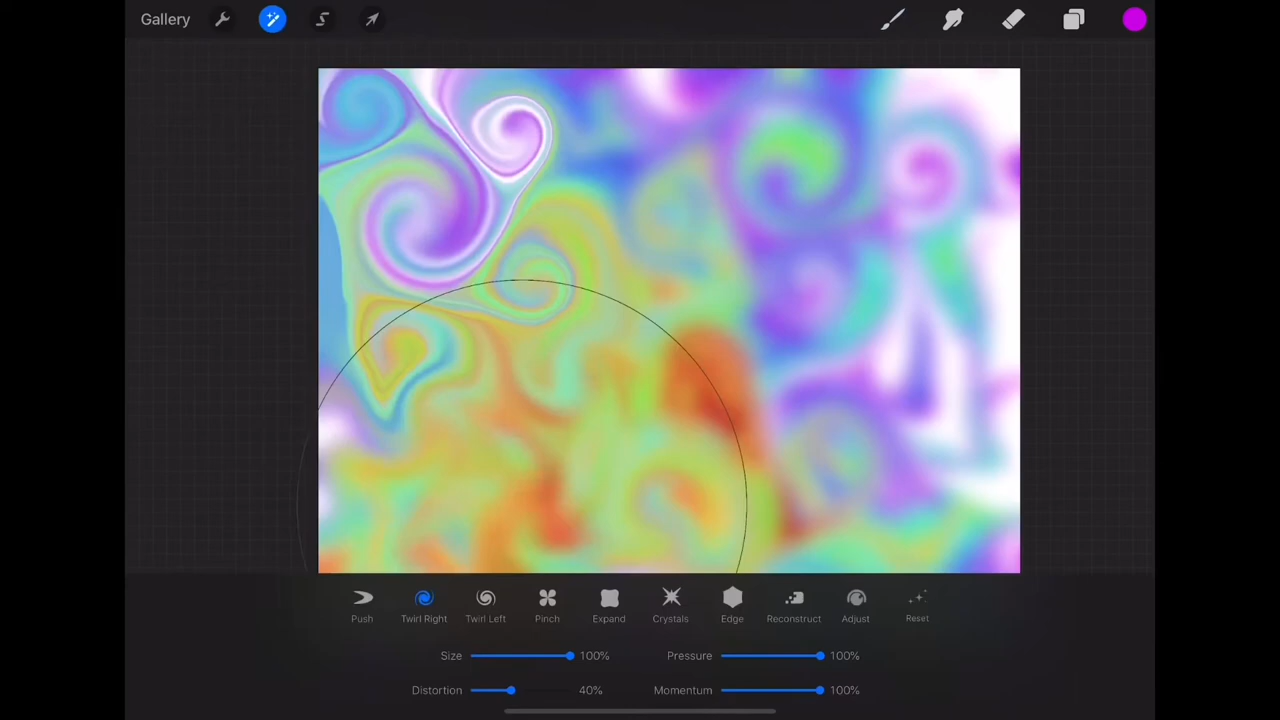 Gallery
Push Twirl Right Twirl Left Pinch Expand Crystals Edge Reconstruct Adjust Reset
Size 100% Pressure 100%
Distortion 40% Momentum 100%